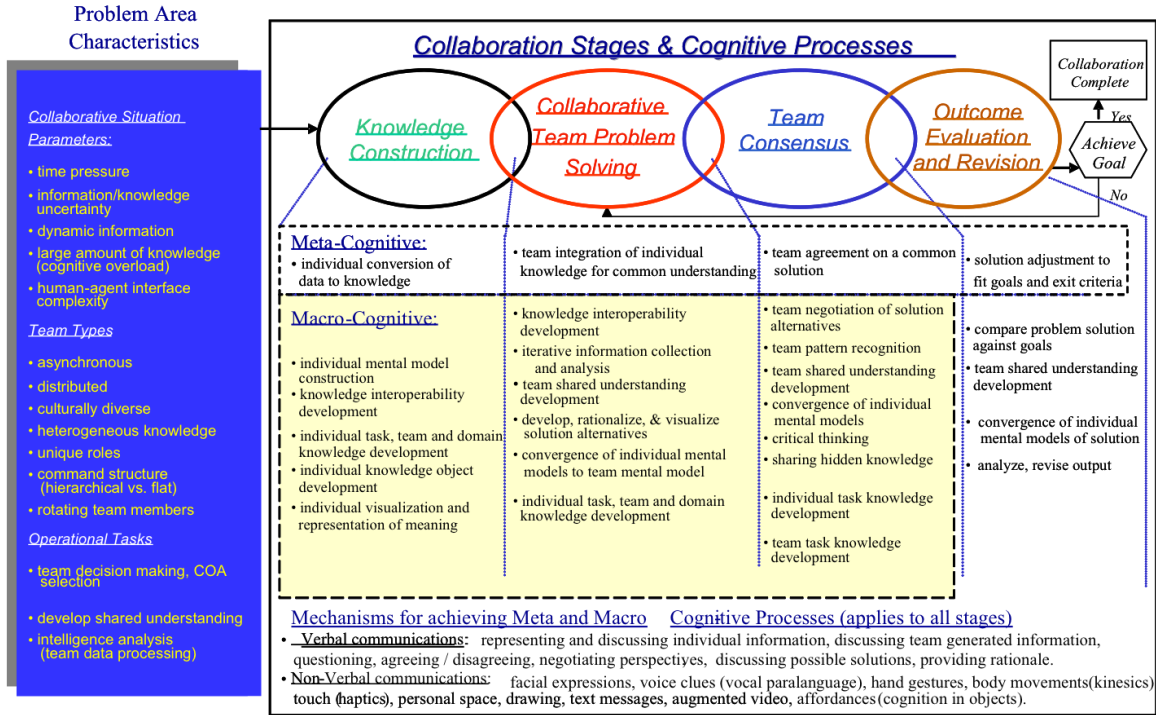 Problem Area
Characteristics
Collaborative Situation
Parameters:
• time pressure
• information/knowledge
uncertainty
• dynamic information
• large amount of knowledge
(cognitive overload)
• human-agent interface
complexity
Team Types
• asynchronous
• distributed
• culturally diverse
• heterogeneous knowledge
• unique roles
• command structure
(hierarchical vs. flat)
• rotating team members
Operational Tasks
• team decision making, COA
selection
• develop shared understanding
• intelligence analysis
(team data processing)
Collaboration Stages & Cognitive Processes
Knowledge
Construction
Collaborative
Team Problem
Solving
Team
Consensus
Outcome
Evaluation
and Revision
Collaboration
Complete
Yes
Achieve
Goal
No
Meta-Cognitive:
• individual conversion of
data to knowledge
• team integration of individual
knowledge for common understanding
• team agreement on a common
solution
• solution adjustment to
fit goals and exit criteria
Macro-Cognitive:
• individual mental model
construction
• knowledge interoperability
development
• individual task, team and domain
knowledge development
• individual knowledge object
development
• individual visualization and
representation of meaning
• knowledge interoperability
development
• iterative information collection
and analysis
• team shared understanding
development
• develop, rationalize, & visualize
solution alternatives
• convergence of individual mental
models to team mental model
• individual task, team and domain
knowledge development
• team negotiation of solution
alternatives
• team pattern recognition
• team shared understanding
development
• convergence of individual
mental models
• critical thinking
• sharing hidden knowledge
• individual task knowledge
development
• team task knowledge
development
• compare problem solution
against goals
• team shared understanding
development
• convergence of individual
mental models of solution
• analyze, revise output
Mechanisms for achieving Meta and Macro Cognitive Processes (applies to all stages)
• Verbal communications: representing and discussing individual information, discussing team generated information,
questioning, agreeing / disagreeing, negotiating perspectives, discussing possible solutions, providing rationale.
• Non-Verbal communications: facial expressions, voice clues (vocal paralanguage), hand gestures, body movements(kinesics)
touch (haptics), personal space, drawing, text messages, augmented video, affordances (cognition in objects).